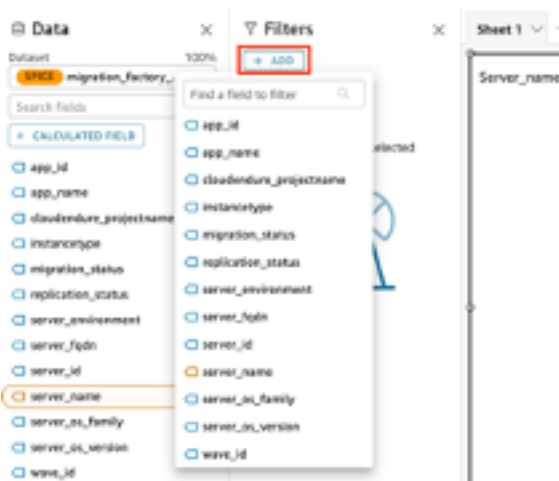 Data
Dataset
100%
SPICE migration_factory_...
Search fields
+ CALCULATED FIELD
app_id
app_name
cloudendure_projectname
instancetype
migration_status
replication_status
server_environment
server_fqdn
server_id
server_name
server_os_family
server_os_version
wave_id
Filters
+ ADD
Find a field to filter
app_id
app_name
cloudendure_projectname
instancetype
migration_status
replication_status
server_environment
server_fqdn
server_id
server_name
server_os_family
server_os_version
wave_id
elected
Sheet 1
Server_name